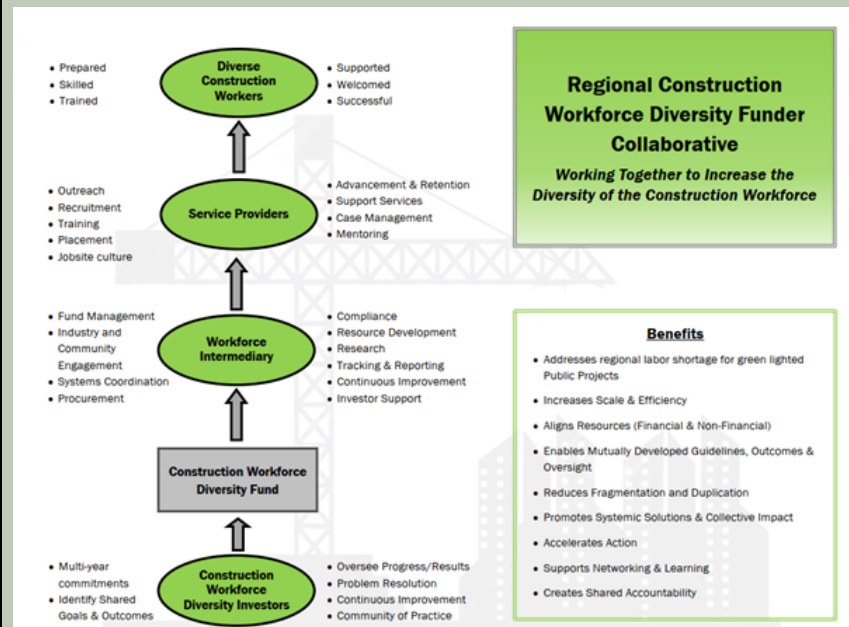 Regional Construction
Workforce Diversity Funder
Collaborative
Working Together to Increase the
Diversity of the Construction Workforce
• Prepared
• Skilled
• Trained
Diverse
Construction
Workers
• Supported
• Welcomed
• Successful
• Outreach
• Recruitment
• Training
• Placement
• Jobsite culture
Service Providers
• Advancement & Retention
• Support Services
• Case Management
• Mentoring
• Fund Management
• Industry and
Community
Engagement
• Systems Coordination
• Procurement
Workforce
Intermediary
• Compliance
• Resource Development
• Research
• Tracking & Reporting
• Continuous Improvement
• Investor Support
Construction Workforce
Diversity Fund
• Multi-year
commitments
• Identify Shared
Goals & Outcomes
Construction
Workforce
Diversity Investors
• Oversee Progress/Results
• Problem Resolution
• Continuous Improvement
• Community of Practice
Benefits
• Addresses regional labor shortage for green lighted
Public Projects
• Increases Scale & Efficiency
• Aligns Resources (Financial & Non-Financial)
• Enables Mutually Developed Guidelines, Outcomes &
Oversight
• Reduces Fragmentation and Duplication
• Promotes Systemic Solutions & Collective Impact
• Accelerates Action
• Supports Networking & Learning
• Creates Shared Accountability